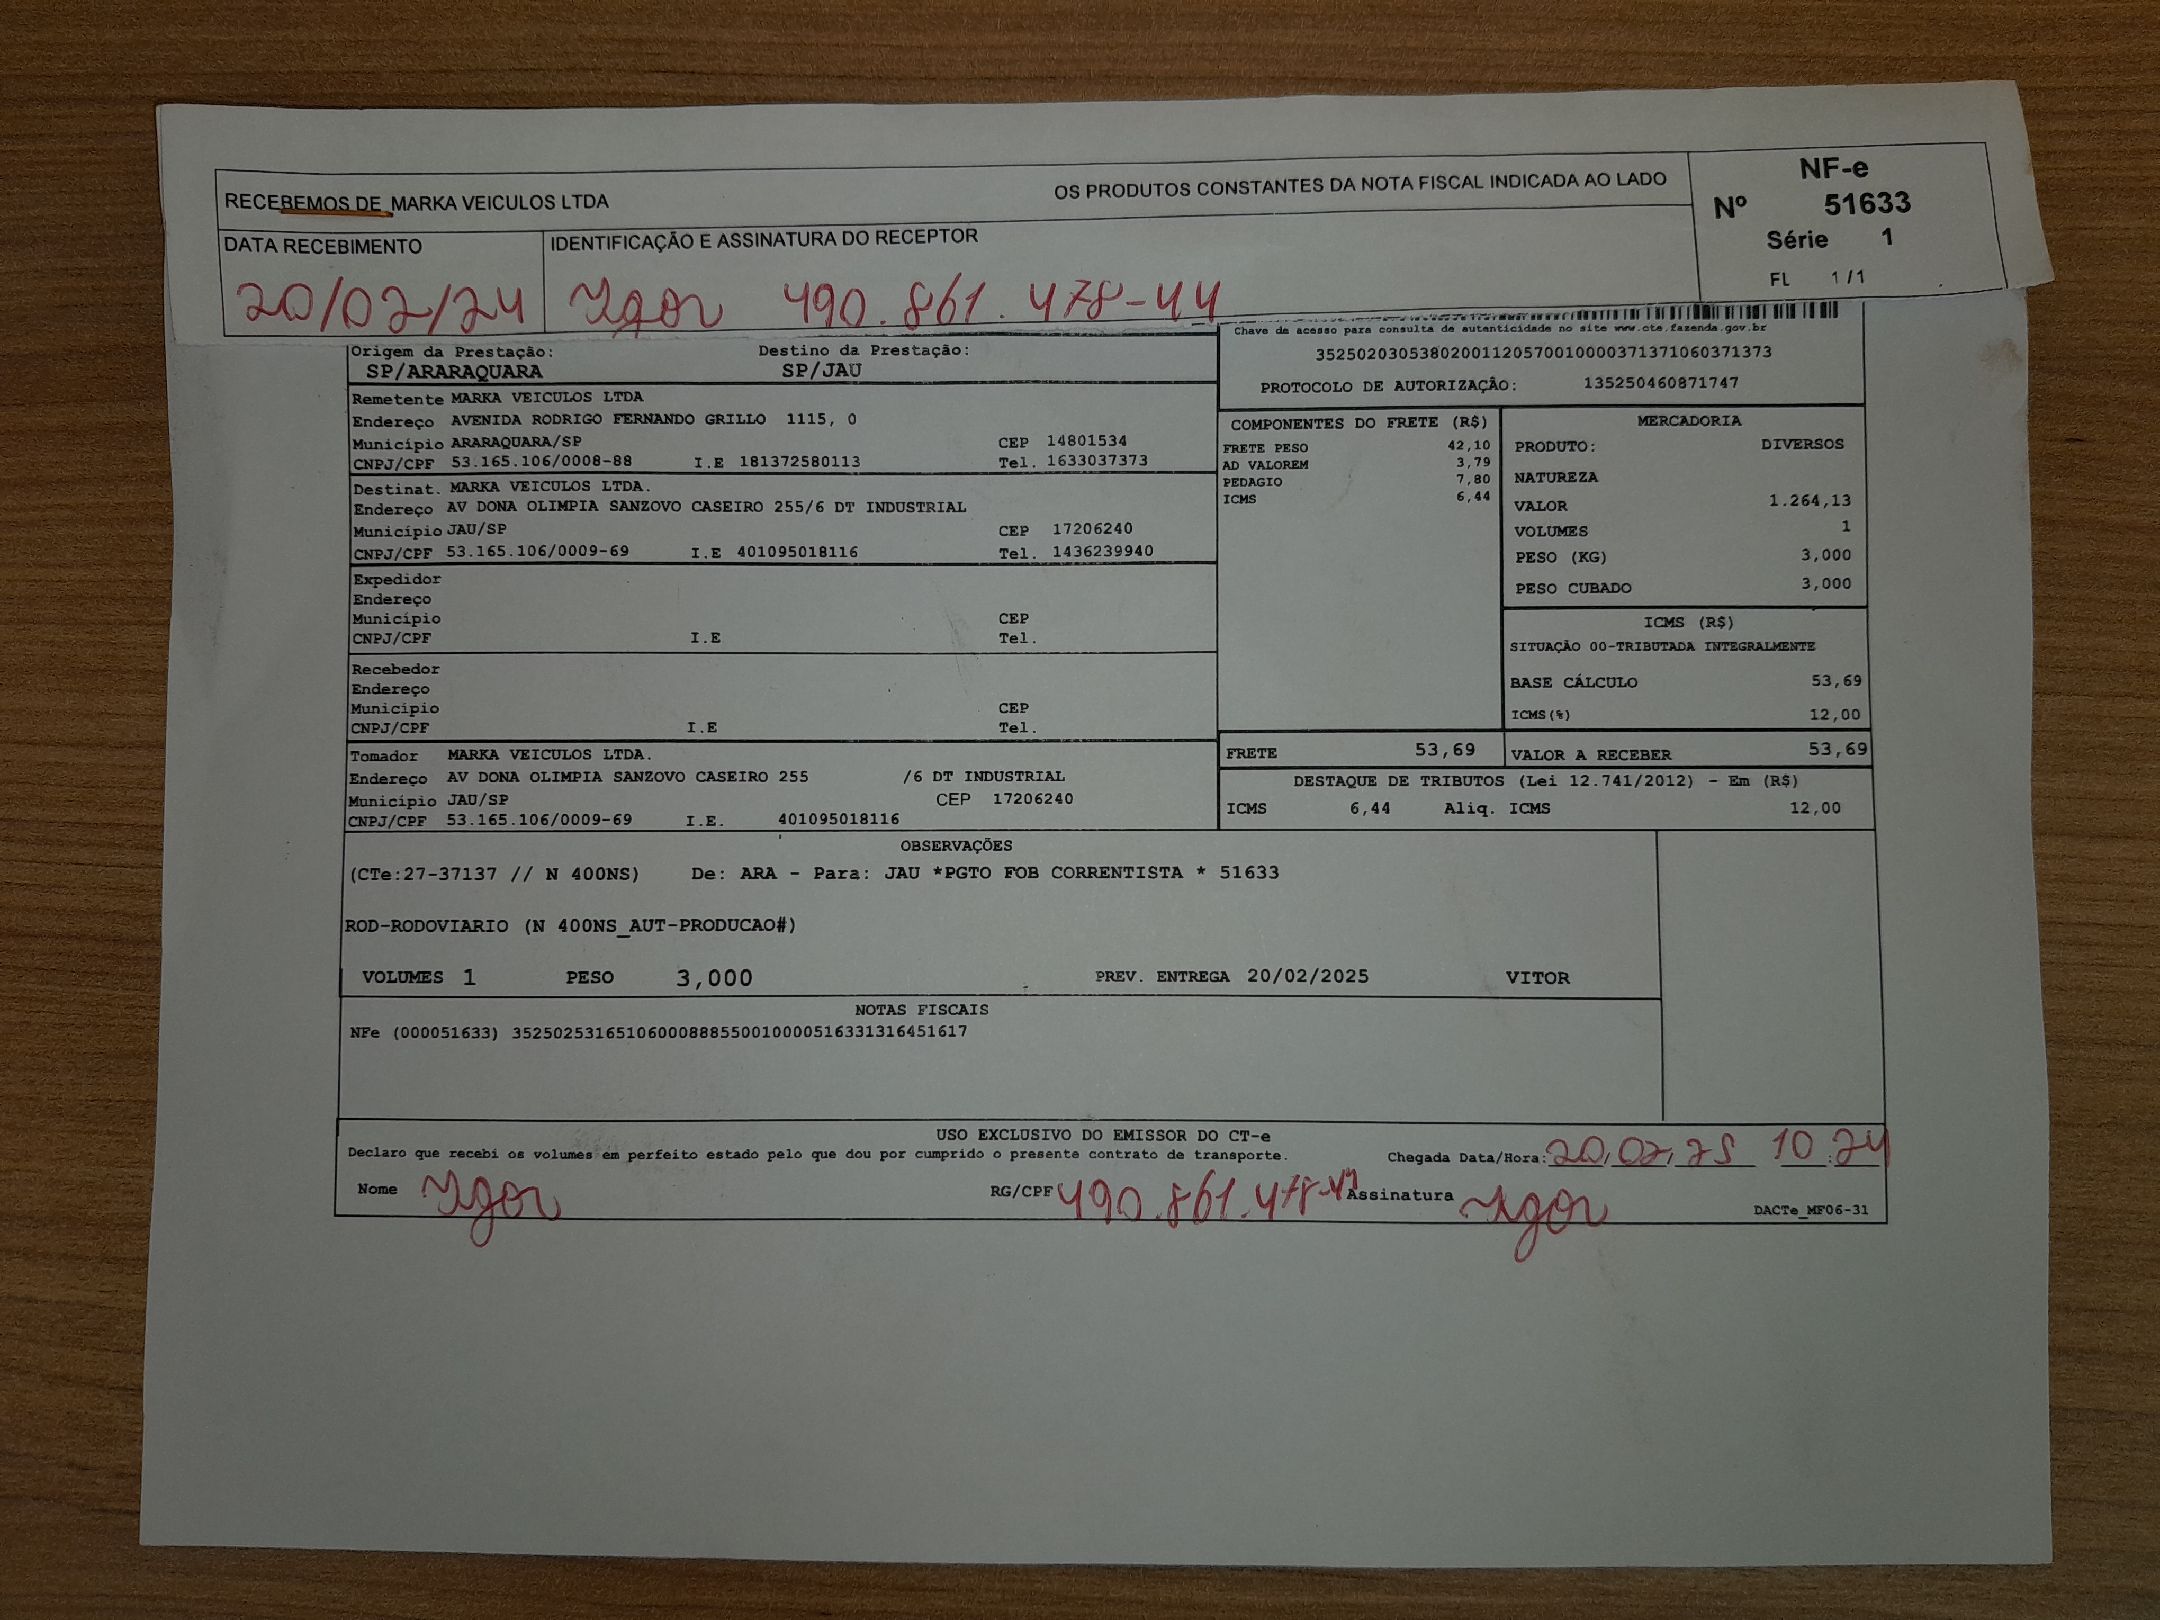 RECEBEMOS DE MARKA VEICULOS LTDA OS PRODUTOS CONSTANTES DA NOTA FISCAL INDICADA AO LADO
NF-e
Nº 51633
Série 1
FL 1 /1
DATA RECEBIMENTO
20/02/24
IDENTIFICAÇÃO E ASSINATURA DO RECEPTOR
Igor 490.861.478-44
Chave de acesso para consulta de autenticidade no site www.cte.fazenda.gov.br
35250203053802001120570010000371371060371373
PROTOCOLO DE AUTORIZAÇÃO: 135250460871747
Origem da Prestação: Destino da Prestação:
SP/ARARAQUARA SP/JAU
Remetente MARKA VEICULOS LTDA
Endereço AVENIDA RODRIGO FERNANDO GRILLO 1115, 0
Município ARARAQUARA/SP CEP 14801534
CNPJ/CPF 53.165.106/0008-88 I.E 181372580113 Tel. 1633037373
Destinat. MARKA VEICULOS LTDA.
Endereço AV DONA OLIMPIA SANZOVO CASEIRO 255/6 DT INDUSTRIAL
Município JAU/SP CEP 17206240
CNPJ/CPF 53.165.106/0009-69 I.E 401095018116 Tel. 1436239940
Expedidor
Endereço
Município CEP
CNPJ/CPF I.E Tel.
Recebedor
Endereço
Município CEP
CNPJ/CPF I.E Tel.
Tomador MARKA VEICULOS LTDA.
Endereço AV DONA OLIMPIA SANZOVO CASEIRO 255 /6 DT INDUSTRIAL
Município JAU/SP CEP 17206240
CNPJ/CPF 53.165.106/0009-69 I.E. 401095018116
COMPONENTES DO FRETE (R$)
FRETE PESO 42,10
AD VALOREM 3,79
PEDAGIO 7,80
ICMS 6,44
MERCADORIA
PRODUTO: DIVERSOS
NATUREZA
VALOR 1.264,13
VOLUMES 1
PESO (KG) 3,000
PESO CUBADO 3,000
ICMS (R$)
SITUAÇÃO 00-TRIBUTADA INTEGRALMENTE
BASE CÁLCULO 53,69
ICMS(%) 12,00
FRETE 53,69 VALOR A RECEBER 53,69
DESTAQUE DE TRIBUTOS (Lei 12.741/2012) - Em (R$)
ICMS 6,44 Aliq. ICMS 12,00
OBSERVAÇÕES
(CTe:27-37137 // N 400NS) De: ARA - Para: JAU *PGTO FOB CORRENTISTA * 51633
ROD-RODOVIARIO (N 400NS_AUT-PRODUCAO#)
VOLUMES 1 PESO 3,000 PREV. ENTREGA 20/02/2025 VITOR
NOTAS FISCAIS
NFe (000051633) 35250253165106000888550010000516331316451617
USO EXCLUSIVO DO EMISSOR DO CT-e
Declaro que recebi os volumes em perfeito estado pelo que dou por cumprido o presente contrato de transporte. Chegada Data/Hora: 20/02/25 10:24
Nome Igor RG/CPF 490.861.478-44 Assinatura Igor
DACTe_MF06-31